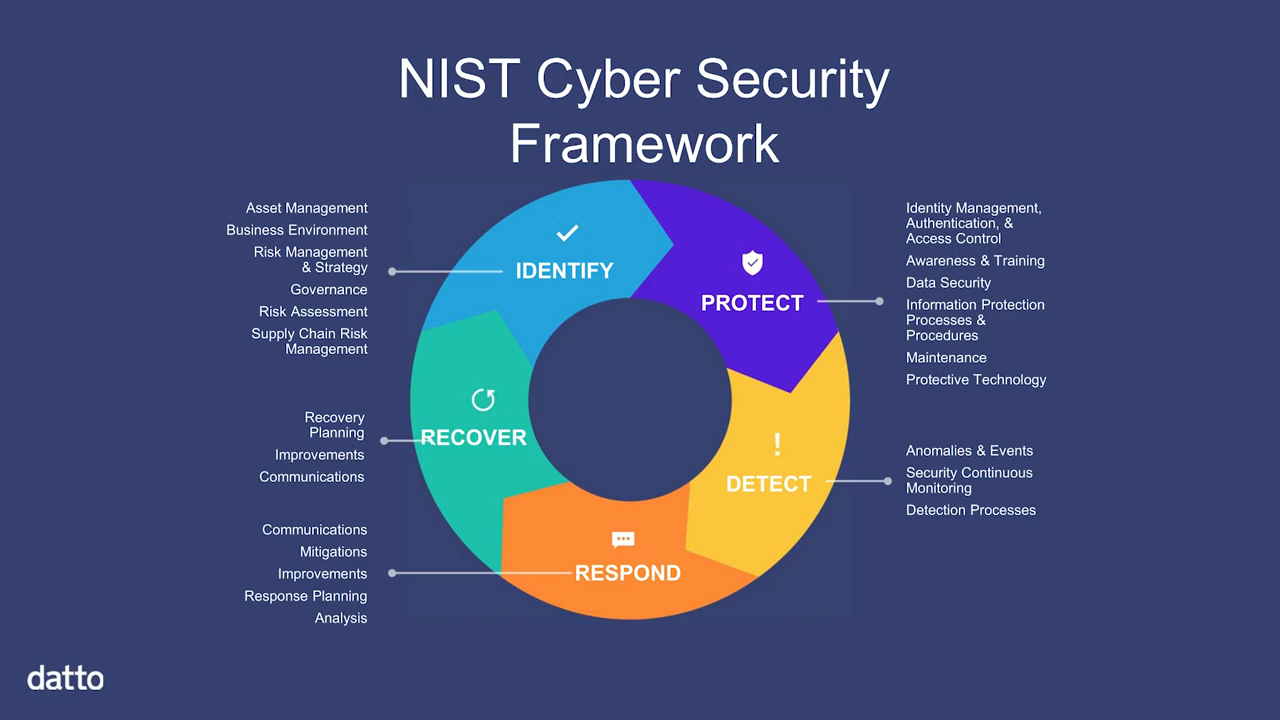 NIST Cyber Security
Framework
Asset Management
Business Environment
Risk Management
& Strategy
Governance
Risk Assessment
Supply Chain Risk
Management
IDENTIFY
PROTECT
Identity Management,
Authentication, &
Access Control
Awareness & Training
Data Security
Information Protection
Processes &
Procedures
Maintenance
Protective Technology
Recovery
Planning
Improvements
Communications
RECOVER
!
DETECT
Anomalies & Events
Security Continuous
Monitoring
Detection Processes
Communications
Mitigations
Improvements
Response Planning
Analysis
RESPOND
datto